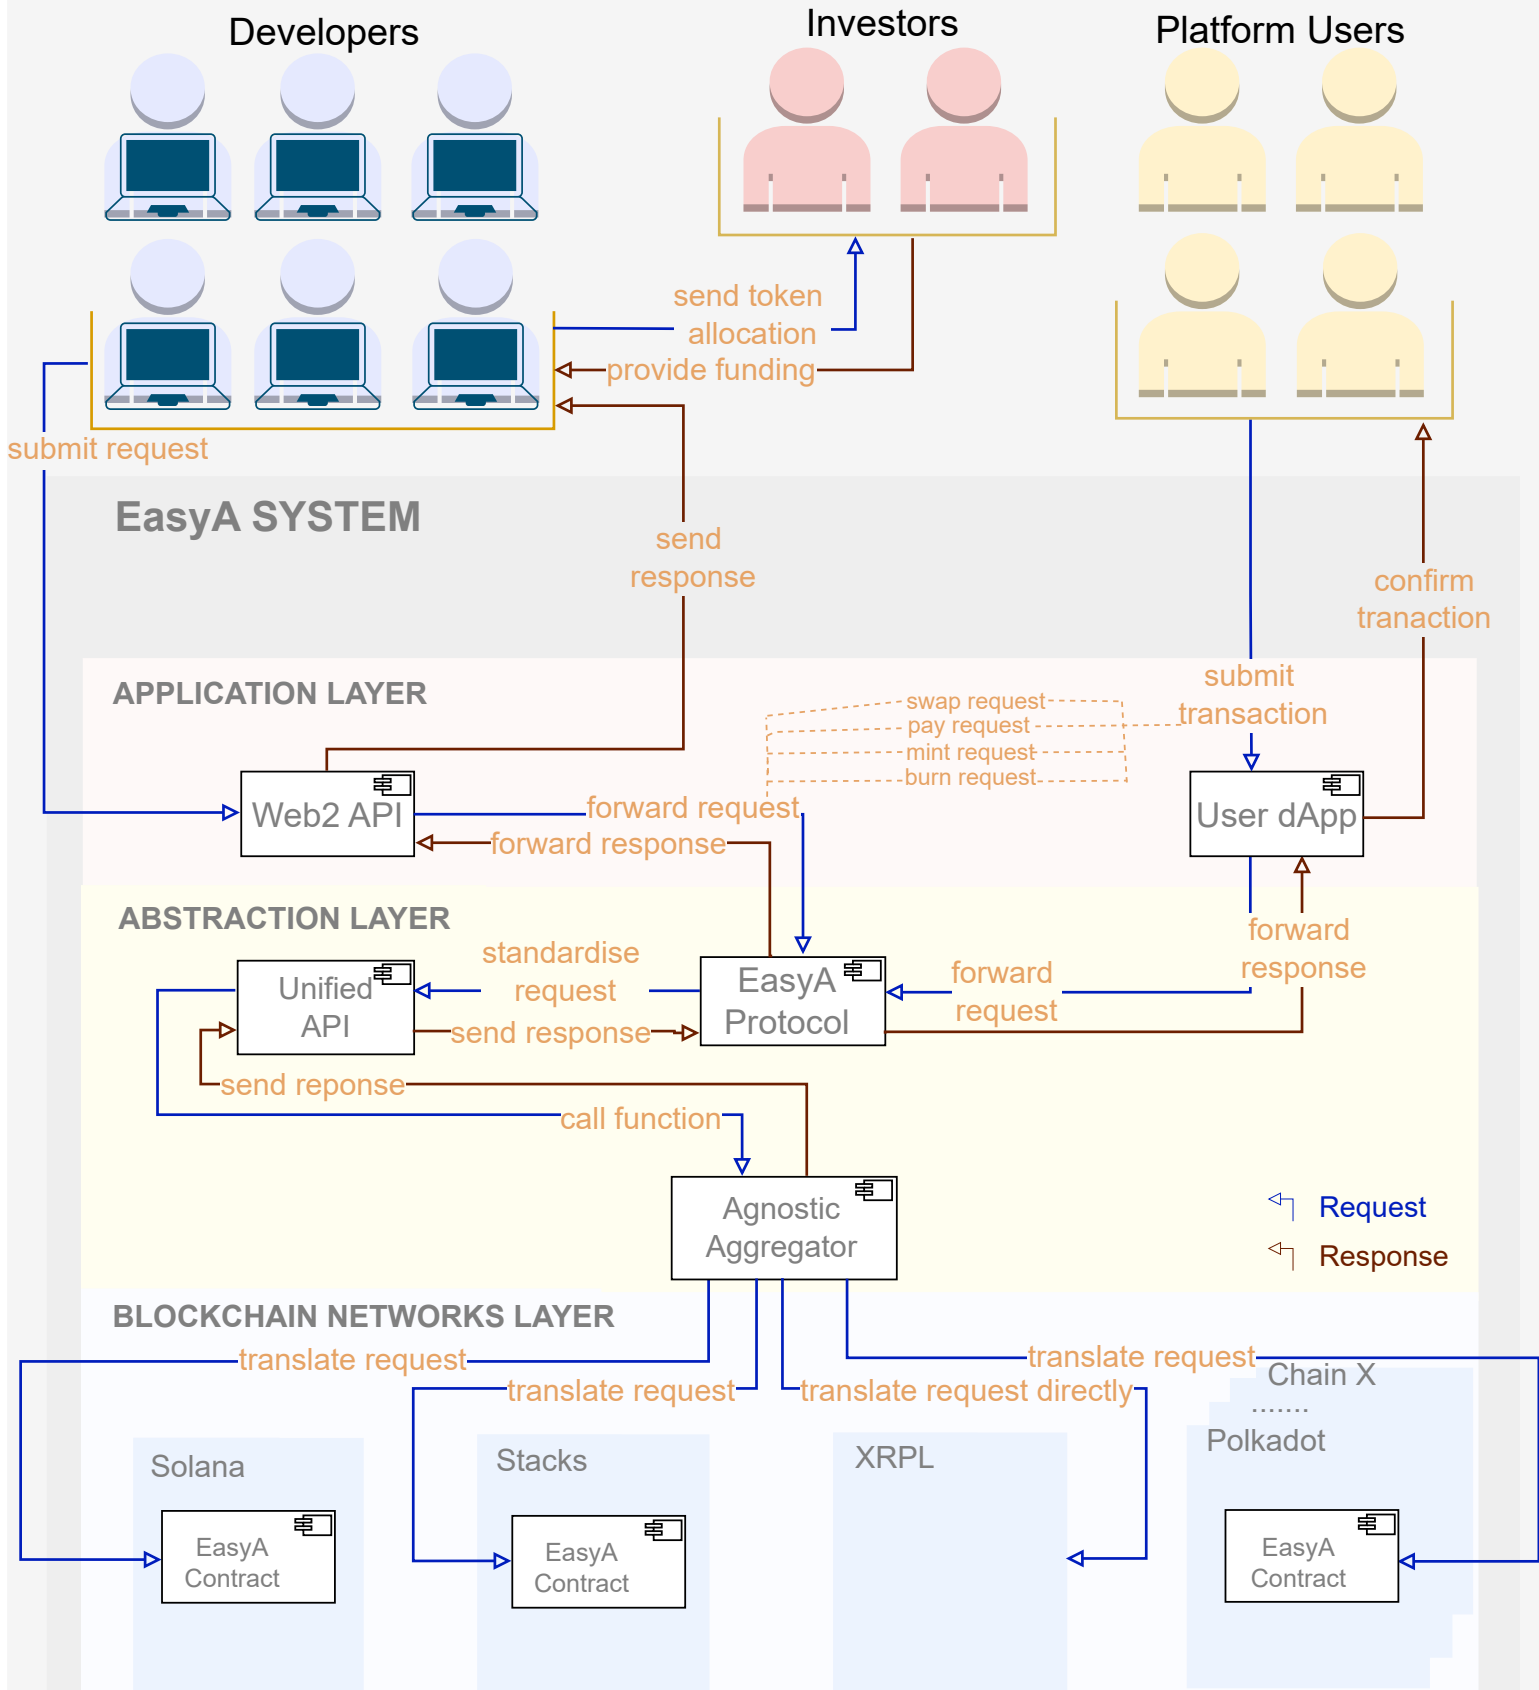 Developers
Investors
Platform Users
send token
allocation
provide funding
submit request
EasyA SYSTEM
send
response
confirm
tranaction
APPLICATION LAYER
submit
transaction
swap request
pay request
mint request
burn request
Web2 API
forward request
forward response
User dApp
ABSTRACTION LAYER
standardise
request
Unified
API
send response
EasyA
Protocol
forward
request
forward
response
send reponse
call function
Agnostic
Aggregator
Request
Response
BLOCKCHAIN NETWORKS LAYER
translate request
translate request
translate request directly
translate request
Chain X
.......
Polkadot
Solana
Stacks
XRPL
EasyA
Contract
EasyA
Contract
EasyA
Contract